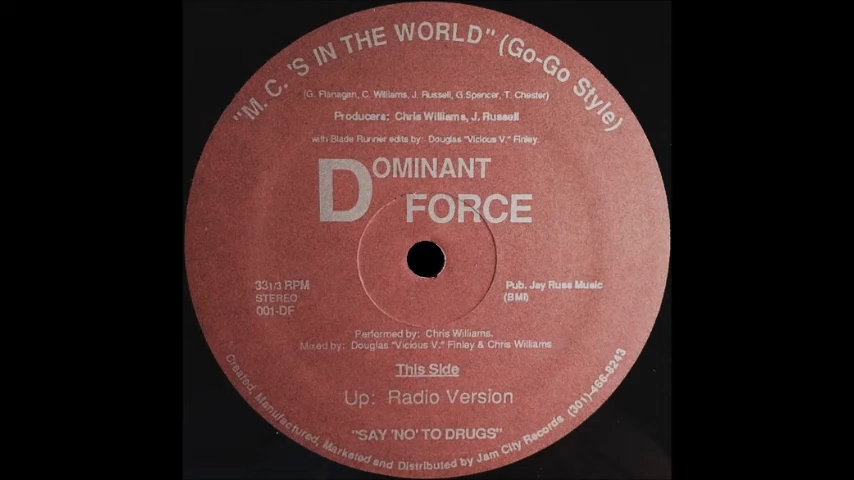 "M. C. 'S IN THE WORLD" (Go-Go Style)
(G. Flanagan, C. Williams, J. Russell, G.Spencer, T. Chester)
Producers: Chris Williams, J. Russell
with Blade Runner edits by: Douglas "Vicious V." Finley.
DOMINANT
FORCE
33 1/3 RPM
STEREO
001-DF
Pub. Jay Russ Music
(BMI)
Performed by: Chris Williams.
Mixed by: Douglas "Vicious V." Finley & Chris Williams
This Side
Up: Radio Version
"SAY 'NO' TO DRUGS"
Created, Manufactured, Marketed and Distributed by Jam City Records (301)-466-8243